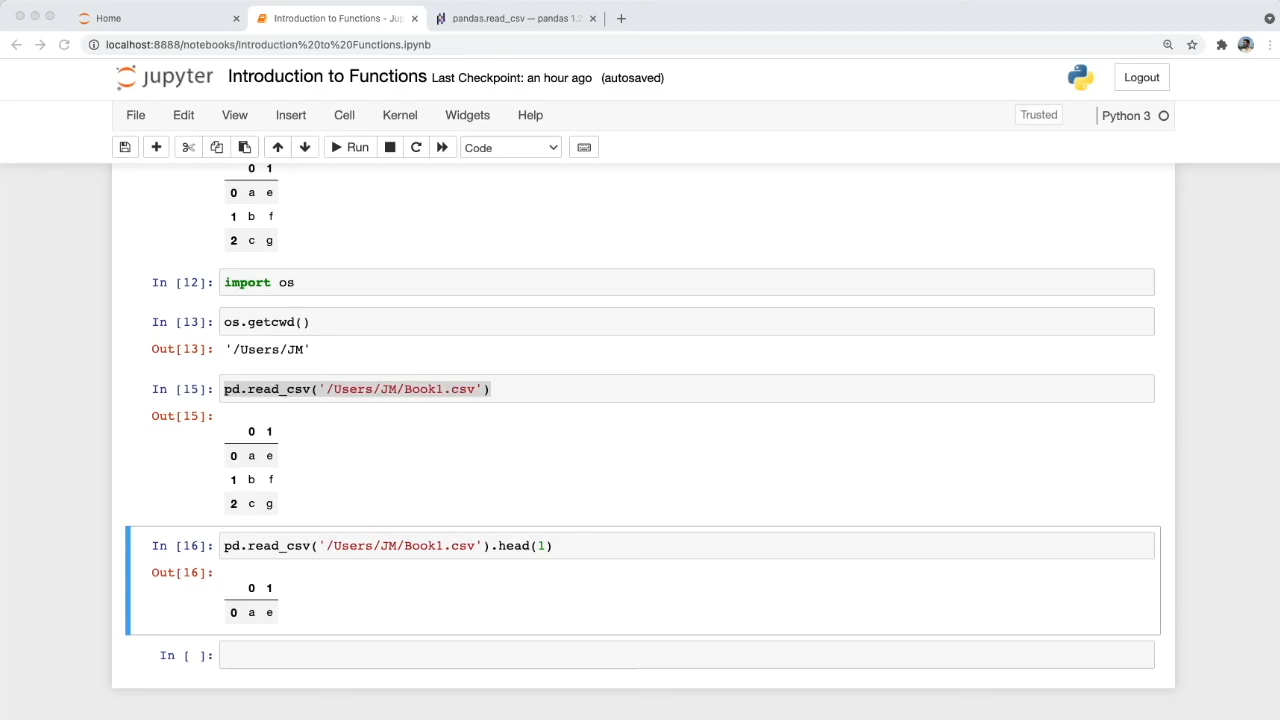 Home
Introduction to Functions - Jup
pandas.read_csv — pandas 1.2.
localhost:8888/notebooks/Introduction%20to%20Functions.ipynb
jupyter Introduction to Functions Last Checkpoint: an hour ago (autosaved)
Logout
File Edit View Insert Cell Kernel Widgets Help
Trusted
Python 3
Run
Code
0 1
0 a e
1 b f
2 c g
In [12]: import os
In [13]: os.getcwd()
Out[13]: '/Users/JM'
In [15]: pd.read_csv('/Users/JM/Book1.csv')
Out[15]:
0 1
0 a e
1 b f
2 c g
In [16]: pd.read_csv('/Users/JM/Book1.csv').head(1)
Out[16]:
0 1
0 a e
In [ ]: